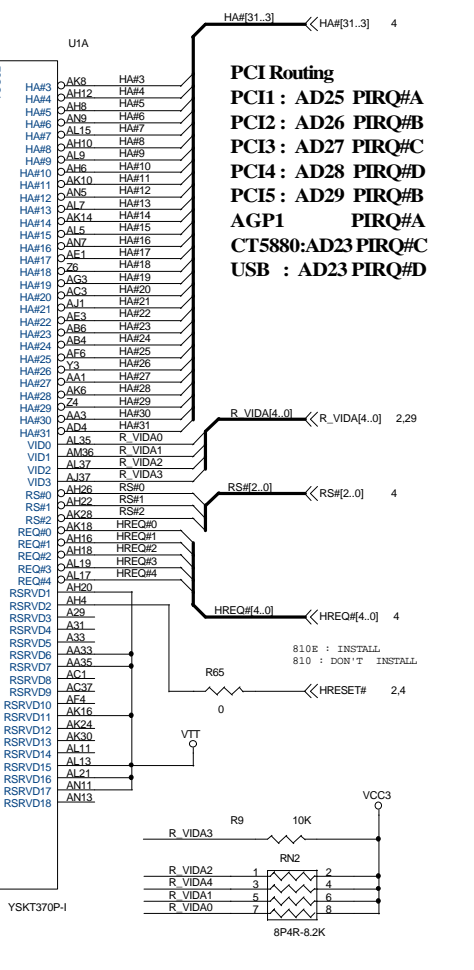 HA#[31..3] HA#[31..3] 4
U1A
PCI Routing
PCI1 : AD25 PIRQ#A
PCI2 : AD26 PIRQ#B
PCI3 : AD27 PIRQ#C
PCI4 : AD28 PIRQ#D
PCI5 : AD29 PIRQ#B
AGP1 PIRQ#A
CT5880:AD23 PIRQ#C
USB : AD23 PIRQ#D
HA#3 AK8 HA#3
HA#4 AH12 HA#4
HA#5 AH8 HA#5
HA#6 AN9 HA#6
HA#7 AL15 HA#7
HA#8 AH10 HA#8
HA#9 AL9 HA#9
HA#10 AH6 HA#10
HA#11 AK10 HA#11
HA#12 AN5 HA#12
HA#13 AL7 HA#13
HA#14 AK14 HA#14
HA#15 AL5 HA#15
HA#16 AN7 HA#16
HA#17 AE1 HA#17
HA#18 Z6 HA#18
HA#19 AG3 HA#19
HA#20 AC3 HA#20
HA#21 AJ1 HA#21
HA#22 AE3 HA#22
HA#23 AB6 HA#23
HA#24 AB4 HA#24
HA#25 AF6 HA#25
HA#26 Y3 HA#26
HA#27 AA1 HA#27
HA#28 AK6 HA#28
HA#29 Z4 HA#29
HA#30 AA3 HA#30
HA#31 AD4 HA#31
VID0 AL35 R_VIDA0
VID1 AM36 R_VIDA1
VID2 AL37 R_VIDA2
VID3 AJ37 R_VIDA3
R_VIDA[4..0] R_VIDA[4..0] 2,29
RS#0 AH26 RS#0
RS#1 AH22 RS#1
RS#2 AK28 RS#2
RS#[2..0] RS#[2..0] 4
REQ#0 AK18 HREQ#0
REQ#1 AH16 HREQ#1
REQ#2 AH18 HREQ#2
REQ#3 AL19 HREQ#3
REQ#4 AL17 HREQ#4
HREQ#[4..0] HREQ#[4..0] 4
RSRVD1 AH20
RSRVD2 AH4
RSRVD3 A29
RSRVD4 A31
RSRVD5 A33
RSRVD6 AA33
RSRVD7 AA35
RSRVD8 AC1
RSRVD9 AC37
RSRVD10 AF4
RSRVD11 AK16
RSRVD12 AK24
RSRVD13 AK30
RSRVD14 AL11
RSRVD15 AL13
RSRVD16 AL21
RSRVD17 AN11
RSRVD18 AN13
810E : INSTALL
810 : DON'T INSTALL
R65
0
HRESET# 2,4
VTT
VCC3
R9 10K
R_VIDA3
RN2
R_VIDA2 1 2
R_VIDA4 3 4
R_VIDA1 5 6
R_VIDA0 7 8
8P4R-8.2K
YSKT370P-I